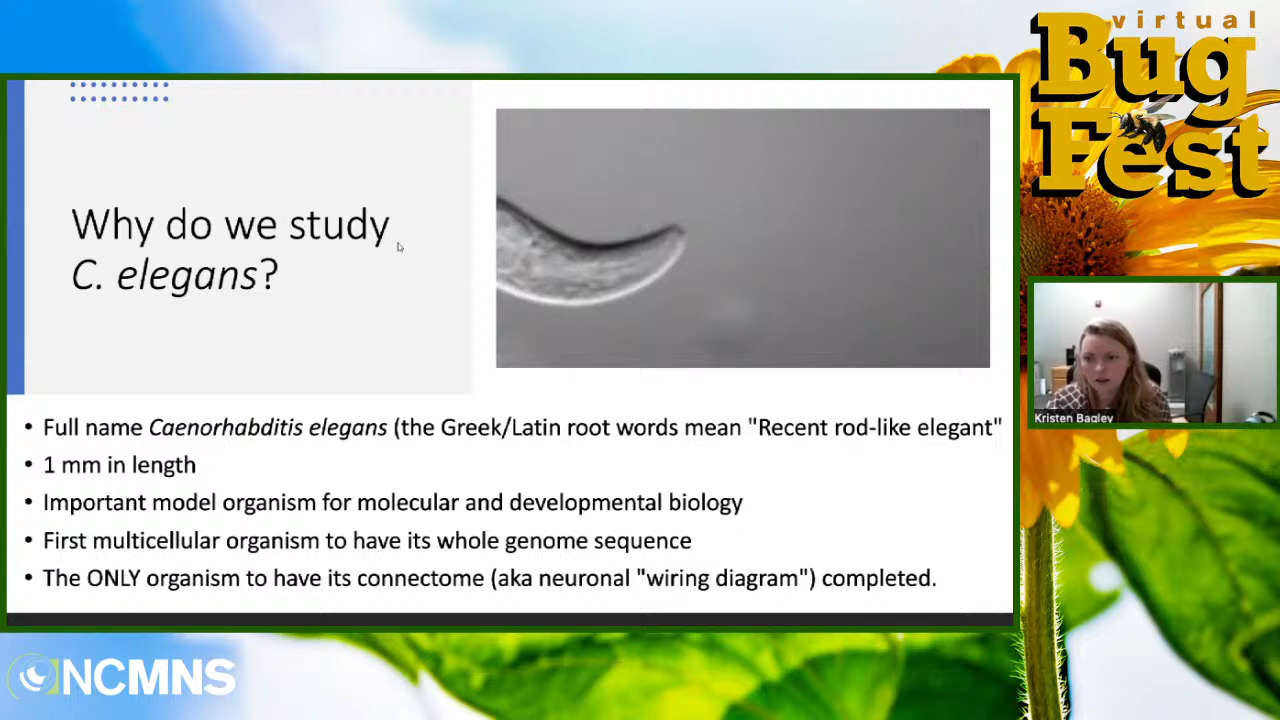 virtual
Bug
Fest
Why do we study
C. elegans?
Kristen Bagley
• Full name Caenorhabditis elegans (the Greek/Latin root words mean "Recent rod-like elegant"
• 1 mm in length
• Important model organism for molecular and developmental biology
• First multicellular organism to have its whole genome sequence
• The ONLY organism to have its connectome (aka neuronal "wiring diagram") completed.
NCMNS